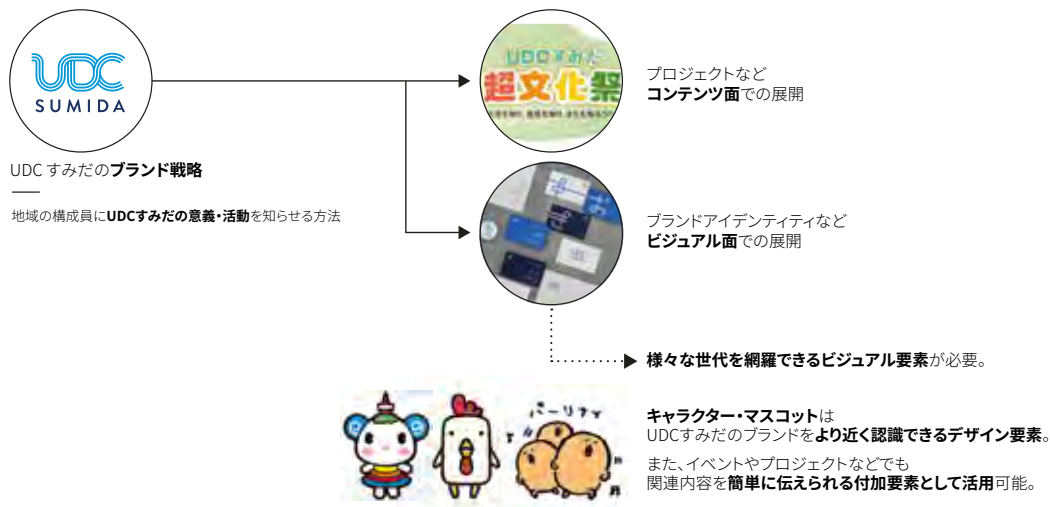 UDC
SUMIDA
UDC すみだのブランド戦略
地域の構成員にUDCすみだの意義・活動を知らせる方法
UDCすみだ
超文化祭
プロジェクトなど
コンテンツ面での展開
ブランドアイデンティティなど
ビジュアル面での展開
様々な世代を網羅できるビジュアル要素が必要。
パーリナイ
キャラクター・マスコットは
UDCすみだのブランドをより近く認識できるデザイン要素。
また、イベントやプロジェクトなどでも
関連内容を簡単に伝えられる付加要素として活用可能。